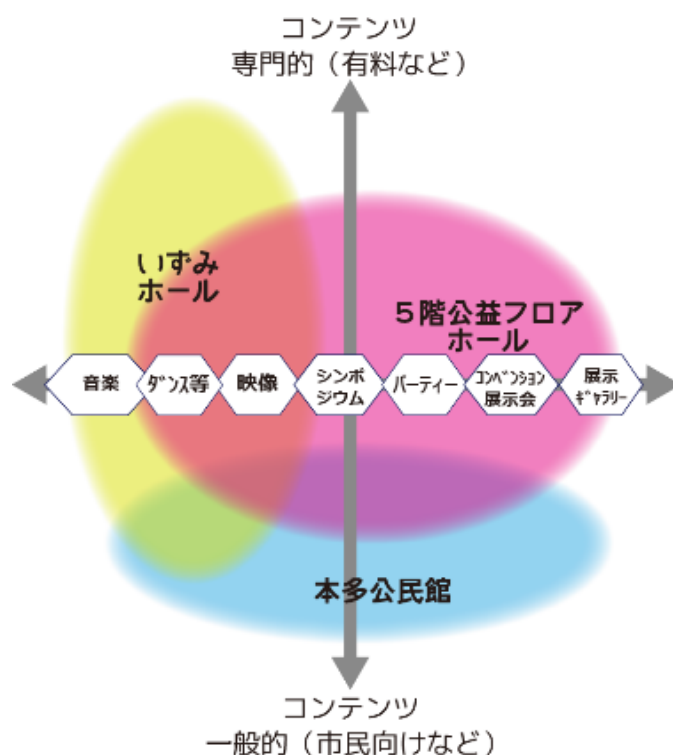 コンテンツ
専門的（有料など）
いずみ
ホール
５階公益フロア
ホール
音楽
ﾀﾞﾝｽ等
映像
シンポ
ジウム
パーティー
ｺﾝﾍﾞﾝｼｮﾝ
展示会
展示
ｷﾞｬﾗﾘｰ
本多公民館
コンテンツ
一般的（市民向けなど）